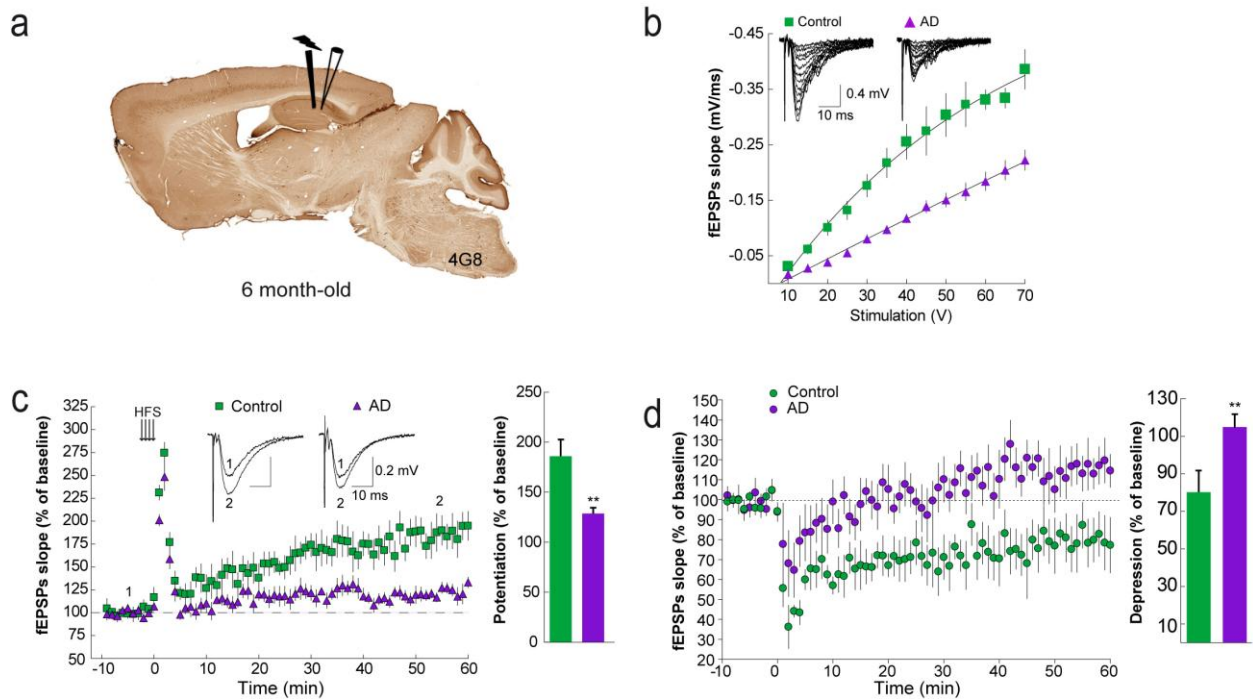 a
4G8
6 month-old
b
Control
AD
fEPSPs slope (mV/ms)
-0.45
-0.35
-0.25
-0.15
-0.05
0.4 mV
10 ms
10 20 30 40 50 60 70
Stimulation (V)
c
HFS
Control
AD
fEPSPs slope (% of baseline)
325
300
275
250
225
200
175
150
125
100
75
50
1
2
1
2
1
2
0.2 mV
10 ms
-10 0 10 20 30 40 50 60
Time (min)
Potentiation (% of baseline)
250
200
150
100
50
0
**
d
Control
AD
fEPSPs slope (% of baseline)
150
140
130
120
110
100
90
80
70
60
50
40
30
20
-10 0 10 20 30 40 50 60
Time (min)
Depression (% of baseline)
130
100
90
70
50
30
10
**